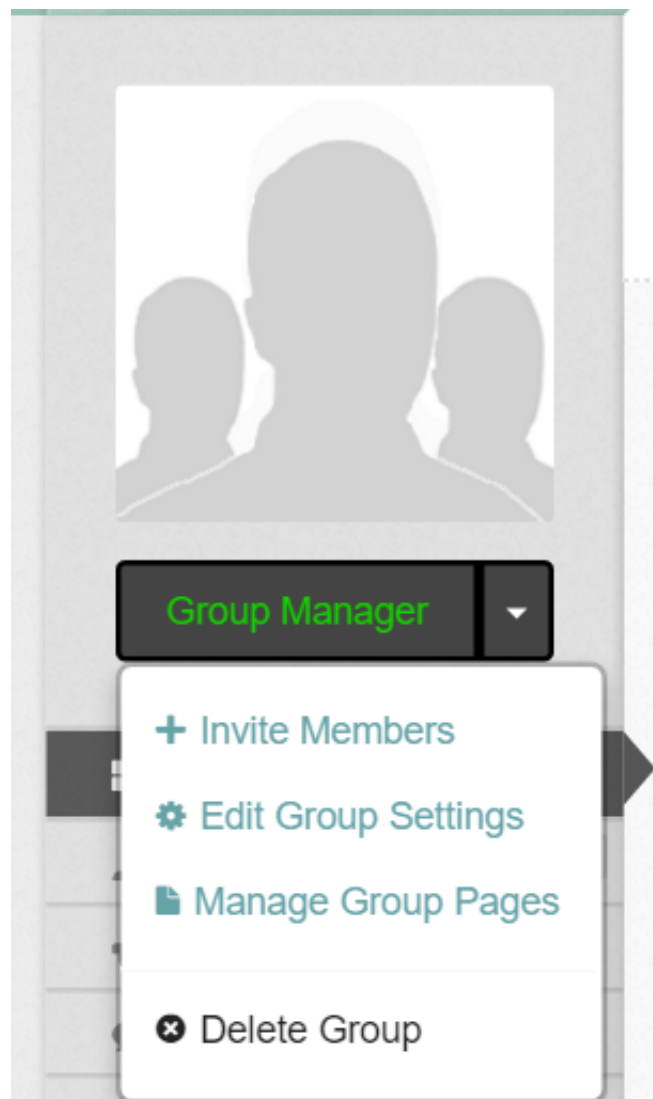 Group Manager
Invite Members
Edit Group Settings
Manage Group Pages
Delete Group